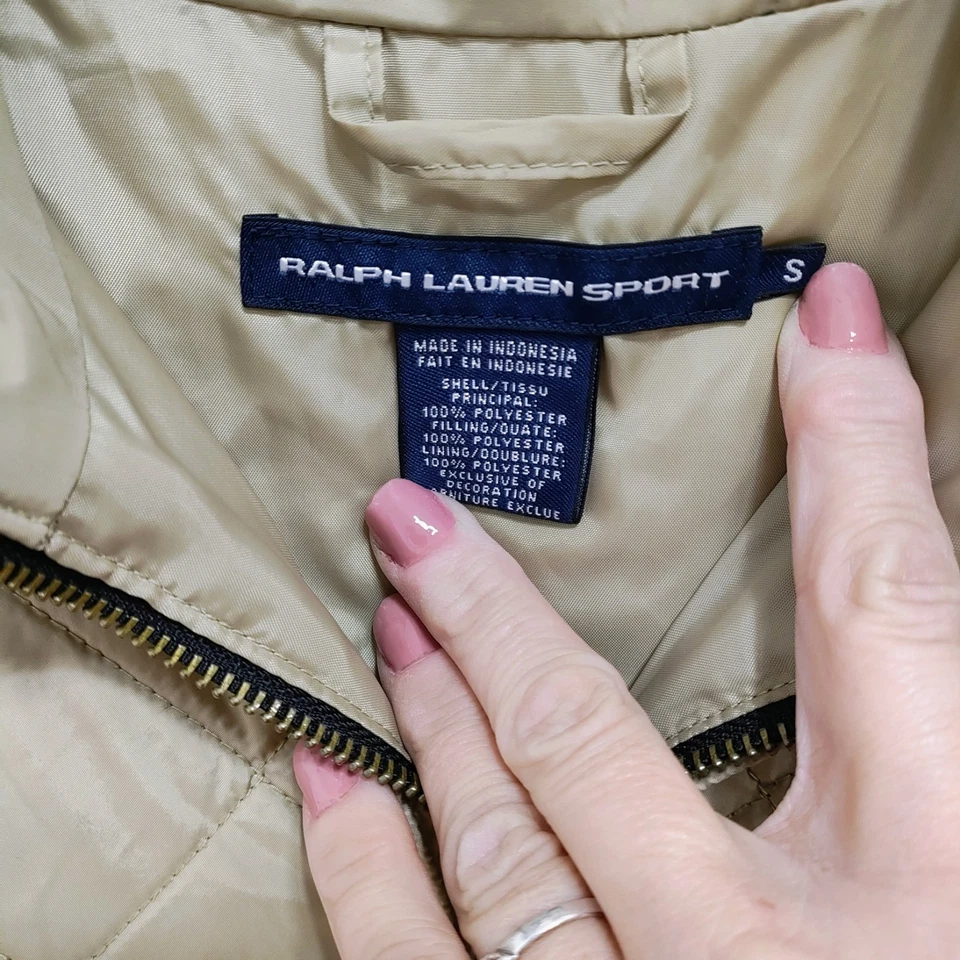 RALPH LAUREN SPORT
S
MADE IN INDONESIA
FAIT EN INDONESIE
SHELL/TISSU
PRINCIPAL:
100% POLYESTER
FILLING/OUATE:
100% POLYESTER
LINING/DOUBLURE:
100% POLYESTER
EXCLUSIVE OF
DECORATION
EXCLUE